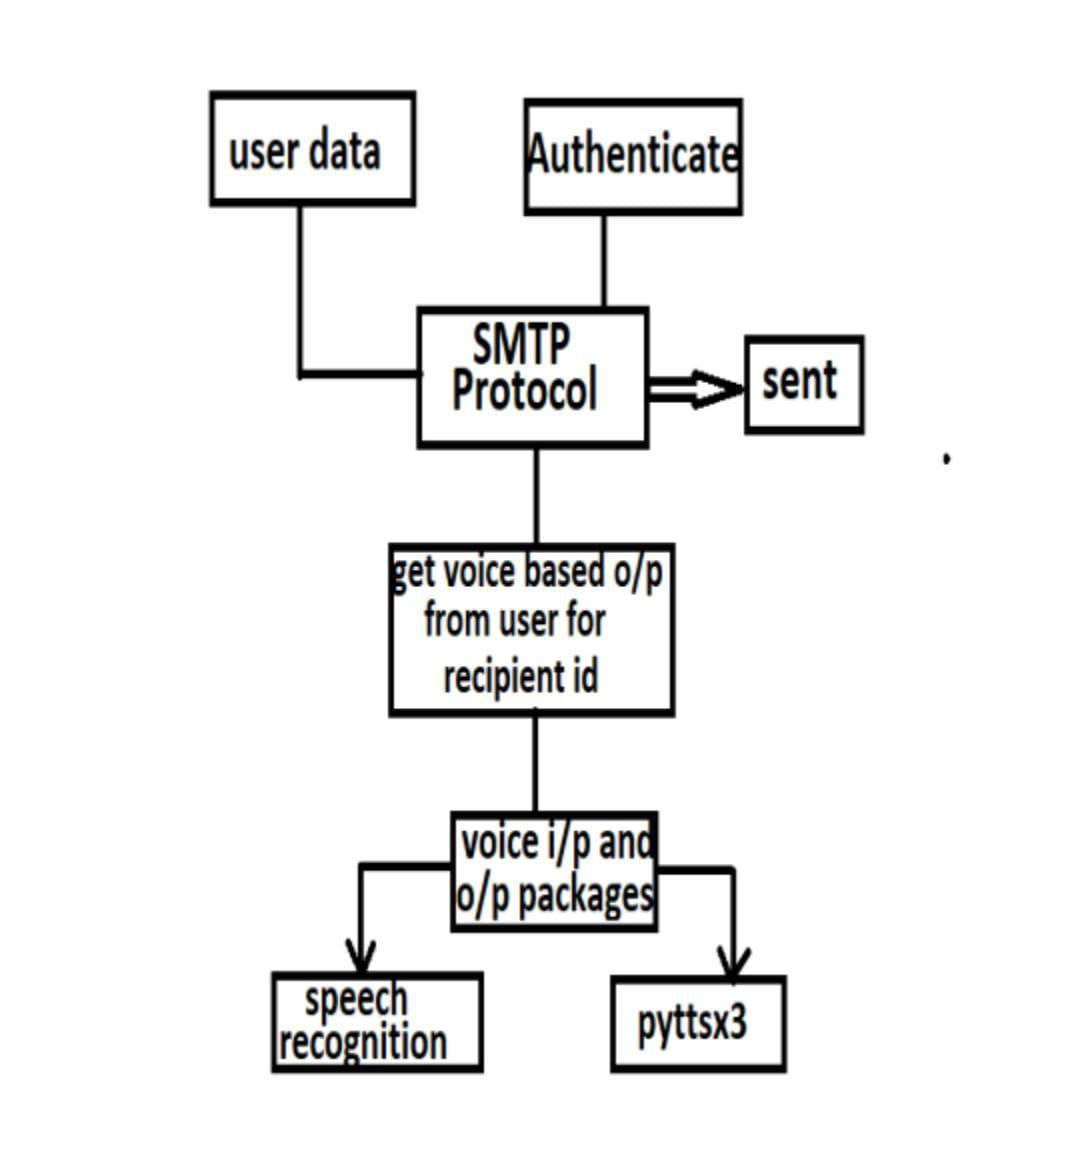 user data
Authenticate
SMTP
Protocol
sent
get voice based o/p
from user for
recipient id
voice i/p and
o/p packages
speech
recognition
pyttsx3